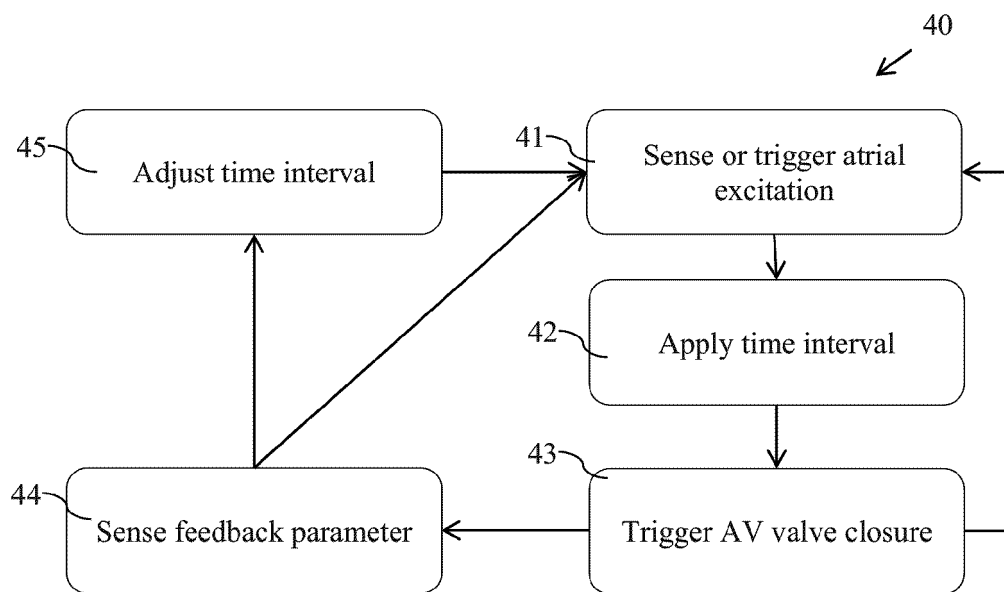 40
45
Adjust time interval
41
Sense or trigger atrial
excitation
42
Apply time interval
43
Trigger AV valve closure
44
Sense feedback parameter